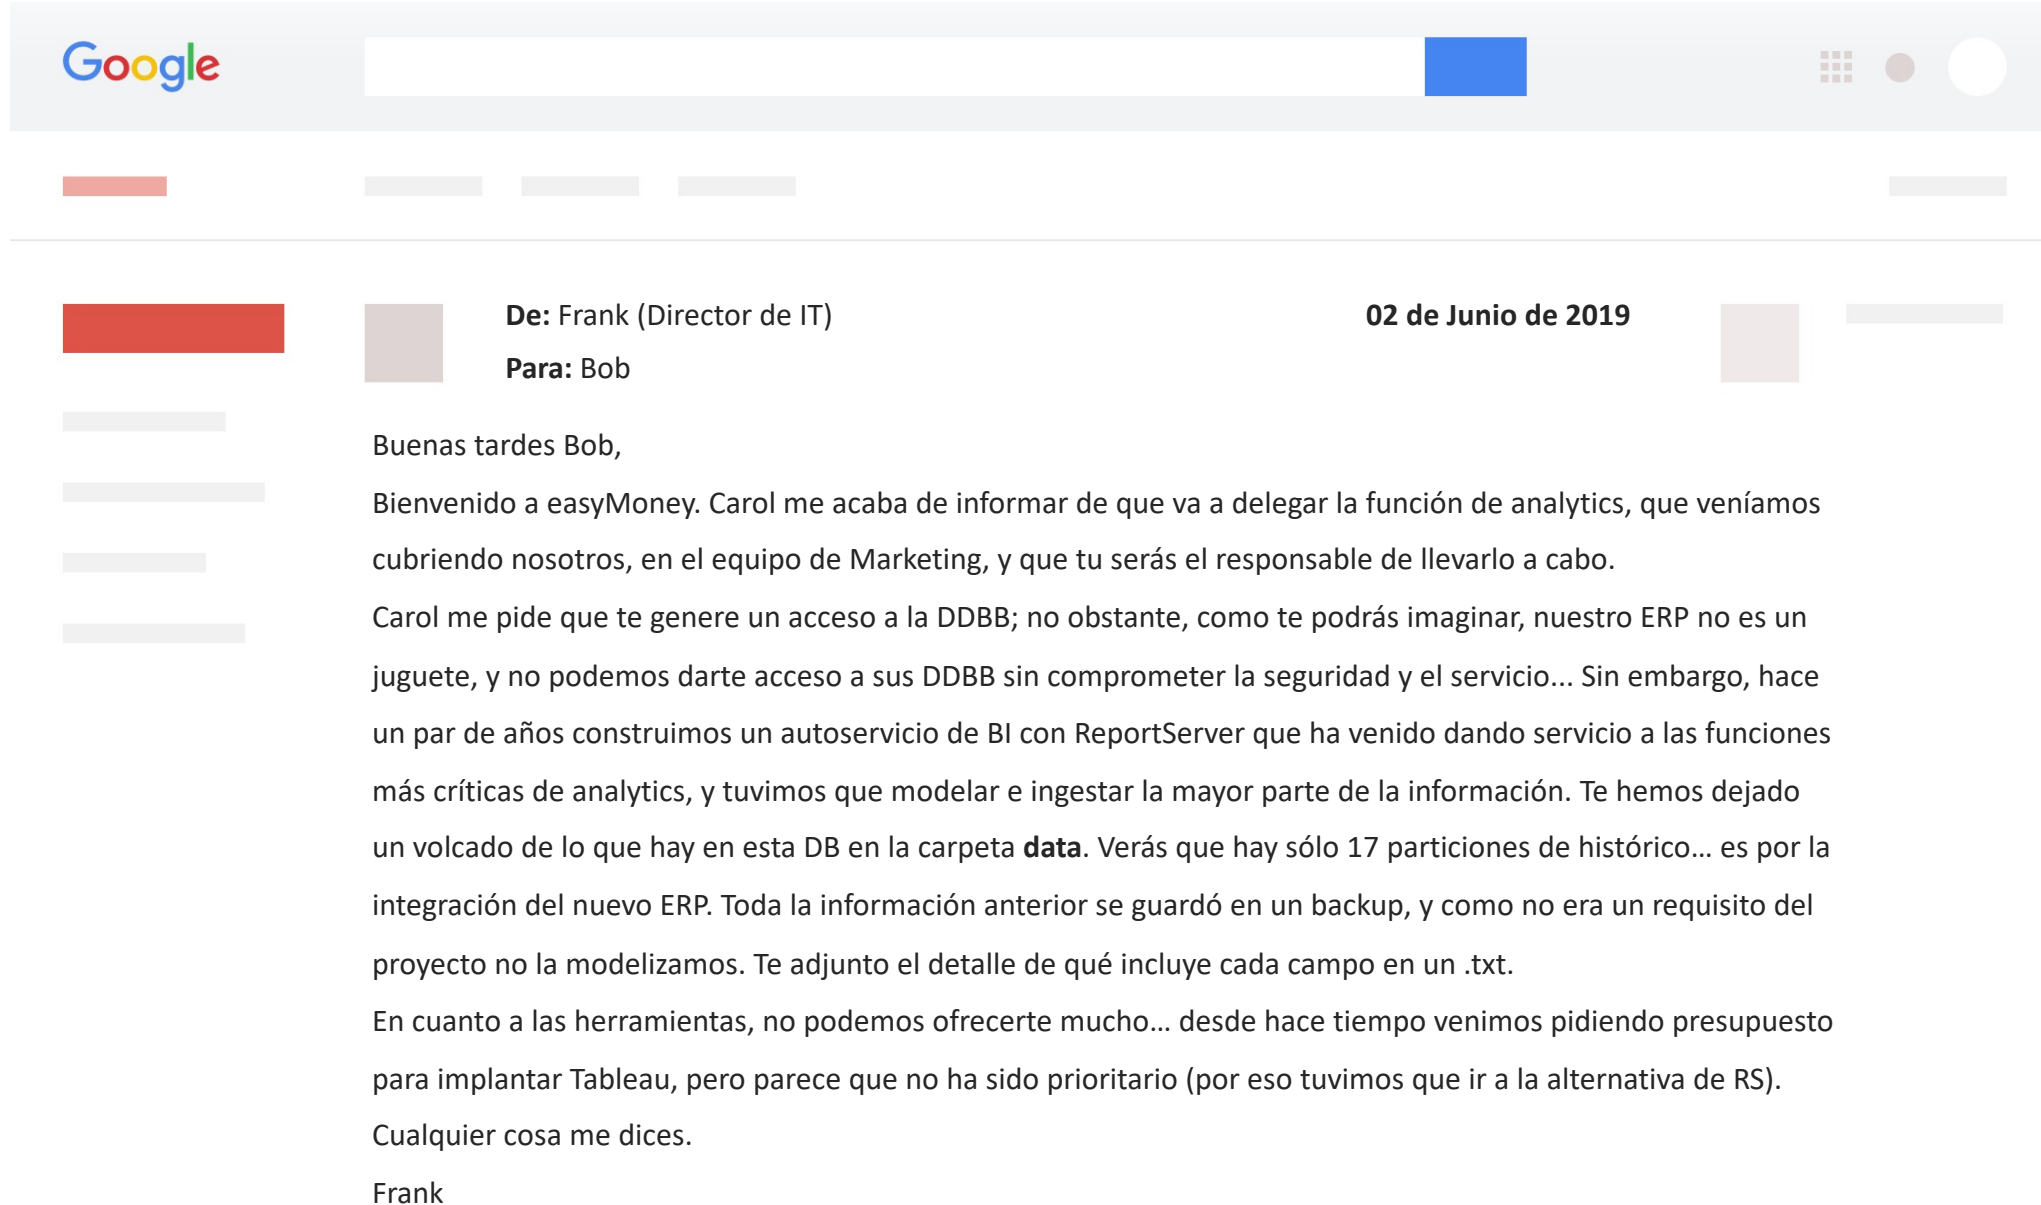 Google
De: Frank (Director de IT)
02 de Junio de 2019
Para: Bob
Buenas tardes Bob,
Bienvenido a easyMoney. Carol me acaba de informar de que va a delegar la función de analytics, que veníamos
cubriendo nosotros, en el equipo de Marketing, y que tu serás el responsable de llevarlo a cabo.
Carol me pide que te genere un acceso a la DDBB; no obstante, como te podrás imaginar, nuestro ERP no es un
juguete, y no podemos darte acceso a sus DDBB sin comprometer la seguridad y el servicio... Sin embargo, hace
un par de años construimos un autoservicio de BI con ReportServer que ha venido dando servicio a las funciones
más críticas de analytics, y tuvimos que modelar e ingestar la mayor parte de la información. Te hemos dejado
un volcado de lo que hay en esta DB en la carpeta data. Verás que hay sólo 17 particiones de histórico... es por la
integración del nuevo ERP. Toda la información anterior se guardó en un backup, y como no era un requisito del
proyecto no la modelizamos. Te adjunto el detalle de qué incluye cada campo en un .txt.
En cuanto a las herramientas, no podemos ofrecerte mucho... desde hace tiempo venimos pidiendo presupuesto
para implantar Tableau, pero parece que no ha sido prioritario (por eso tuvimos que ir a la alternativa de RS).
Cualquier cosa me dices.
Frank